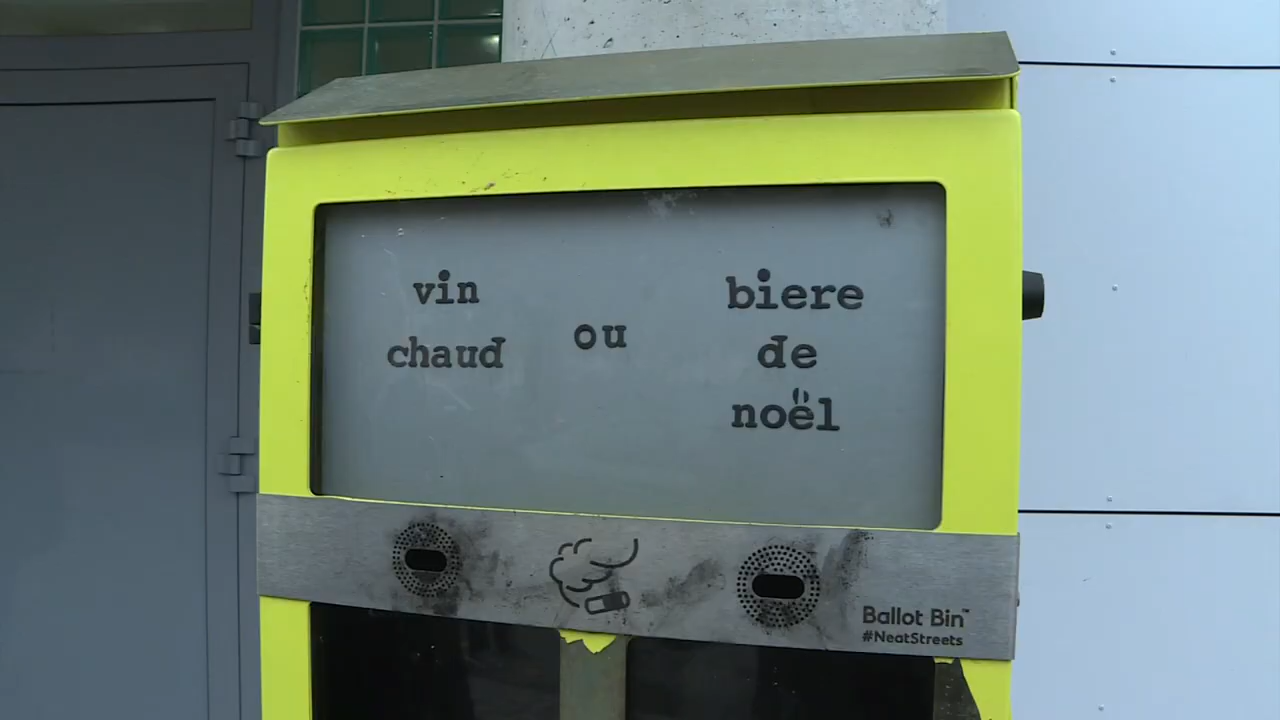 vin
chaud
ou
biere
de
noël
Ballot Bin™
#NeatStreets